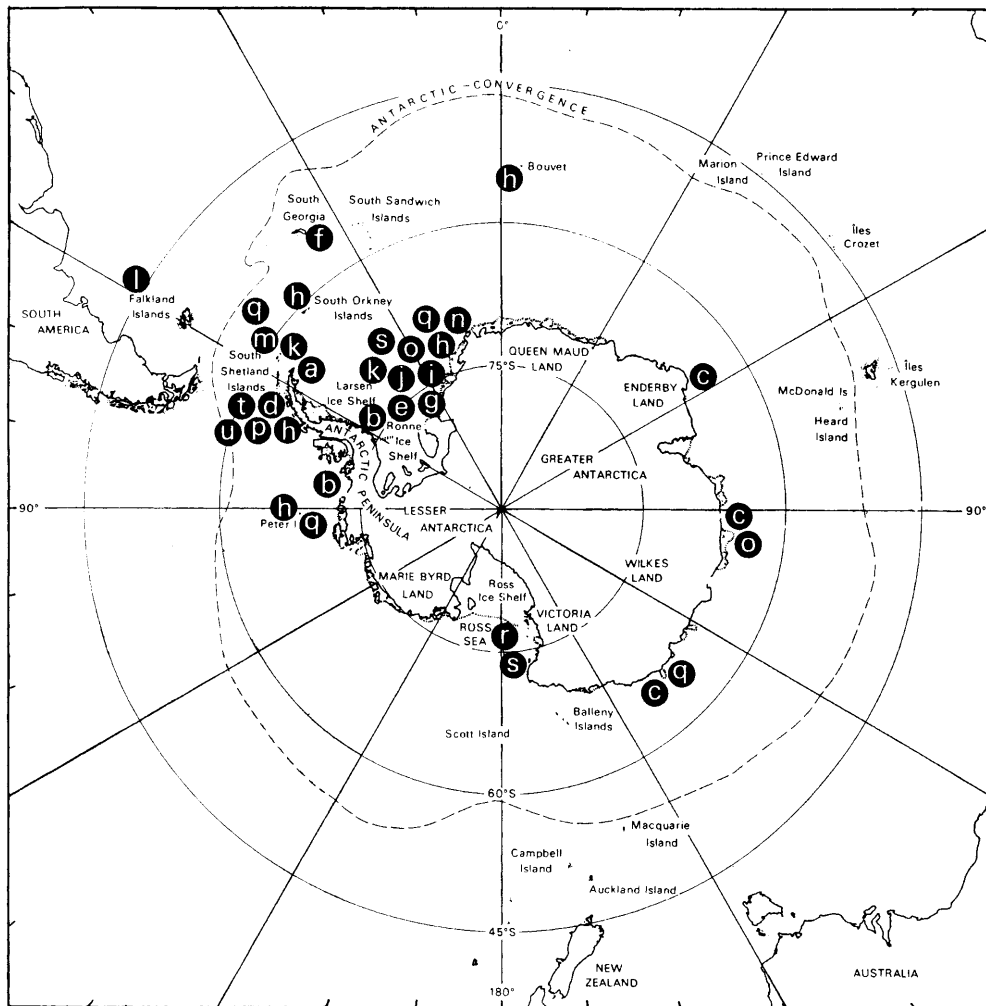 0°
ANTARCTIC-CONVERGENCE
Prince Edward
Island
Marion
Island
h
Bouvet
South
Georgia
South Sandwich
Islands
f
Îles
Crozet
l
Falkland
Islands
SOUTH
AMERICA
h
South Orkney
Islands
q
m
k
a
q
n
s
o
h
k
j
i
b
e
g
South
Shetland
Islands
t
d
u
p
h
Larsen
Ice Shelf
Ronne
Ice
Shelf
QUEEN MAUD
LAND
75°S
ENDERBY
LAND
c
McDonald Is
Heard
Island
Îles
Kergulen
GREATER
ANTARCTICA
ANTARCTIC
PENINSULA
b
90°
h
Peter I
q
LESSER
ANTARCTICA
c
o
90°
MARIE BYRD
LAND
Ross
Ice Shelf
WILKES
LAND
VICTORIA
LAND
ROSS
SEA
r
s
c
q
Balleny
Islands
Scott Island
60°S
Macquarie
Island
Campbell
Island
Auckland Island
45°S
NEW
ZEALAND
AUSTRALIA
180°